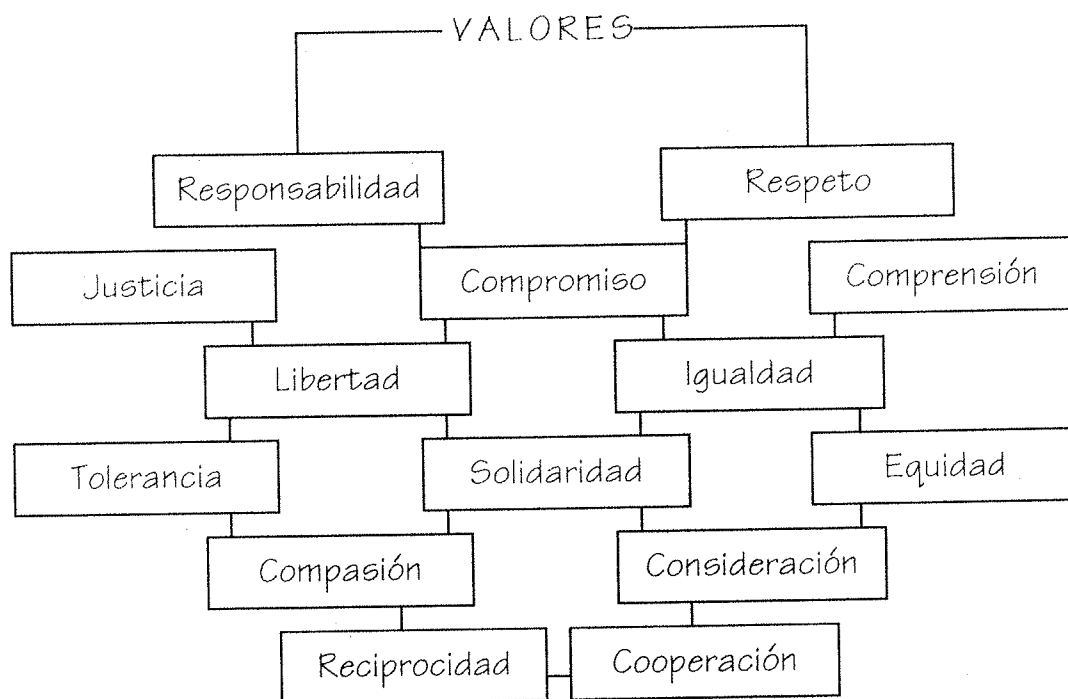 VALORES
Responsabilidad
Respeto
Justicia
Compromiso
Comprensión
Libertad
Igualdad
Tolerancia
Solidaridad
Equidad
Compasión
Consideración
Reciprocidad
Cooperación